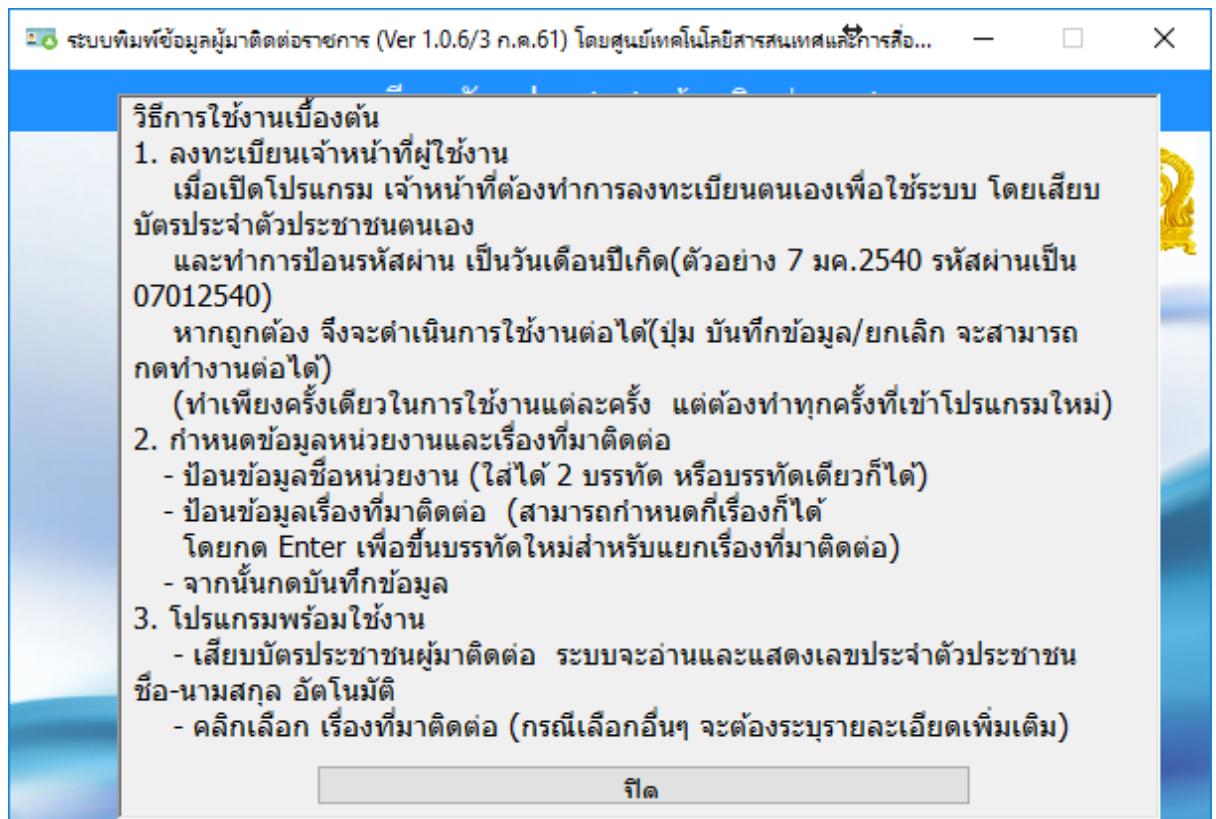 ระบบพิมพ์ข้อมูลผู้มาติดต่อราชการ (Ver 1.0.6/3 ก.ค.61) โดยศูนย์เทคโนโลยีสารสนเทศและการสื่อ...
วิธีการใช้งานเบื้องต้น
1. ลงทะเบียนเจ้าหน้าที่ผู้ใช้งาน
เมื่อเปิดโปรแกรม เจ้าหน้าที่ต้องทำการลงทะเบียนตนเองเพื่อใช้ระบบ โดยเสียบ
บัตรประจำตัวประชาชนตนเอง
และทำการป้อนรหัสผ่าน เป็นวันเดือนปีเกิด(ตัวอย่าง 7 มค.2540 รหัสผ่านเป็น
07012540)
หากถูกต้อง จึงจะดำเนินการใช้งานต่อได้(ปุ่ม บันทึกข้อมูล/ยกเลิก จะสามารถ
กดทำงานต่อได้)
(ทำเพียงครั้งเดียวในการใช้งานแต่ละครั้ง  แต่ต้องทำทุกครั้งที่เข้าโปรแกรมใหม่)
2. กำหนดข้อมูลหน่วยงานและเรื่องที่มาติดต่อ
- ป้อนข้อมูลชื่อหน่วยงาน (ใส่ได้ 2 บรรทัด หรือบรรทัดเดียวก็ได้)
- ป้อนข้อมูลเรื่องที่มาติดต่อ  (สามารถกำหนดกี่เรื่องก็ได้
โดยกด Enter เพื่อขึ้นบรรทัดใหม่สำหรับแยกเรื่องที่มาติดต่อ)
- จากนั้นกดบันทึกข้อมูล
3. โปรแกรมพร้อมใช้งาน
- เสียบบัตรประชาชนผู้มาติดต่อ  ระบบจะอ่านและแสดงเลขประจำตัวประชาชน
ชื่อ-นามสกุล อัตโนมัติ
- คลิกเลือก เรื่องที่มาติดต่อ (กรณีเลือกอื่นๆ จะต้องระบุรายละเอียดเพิ่มเติม)
ปิด